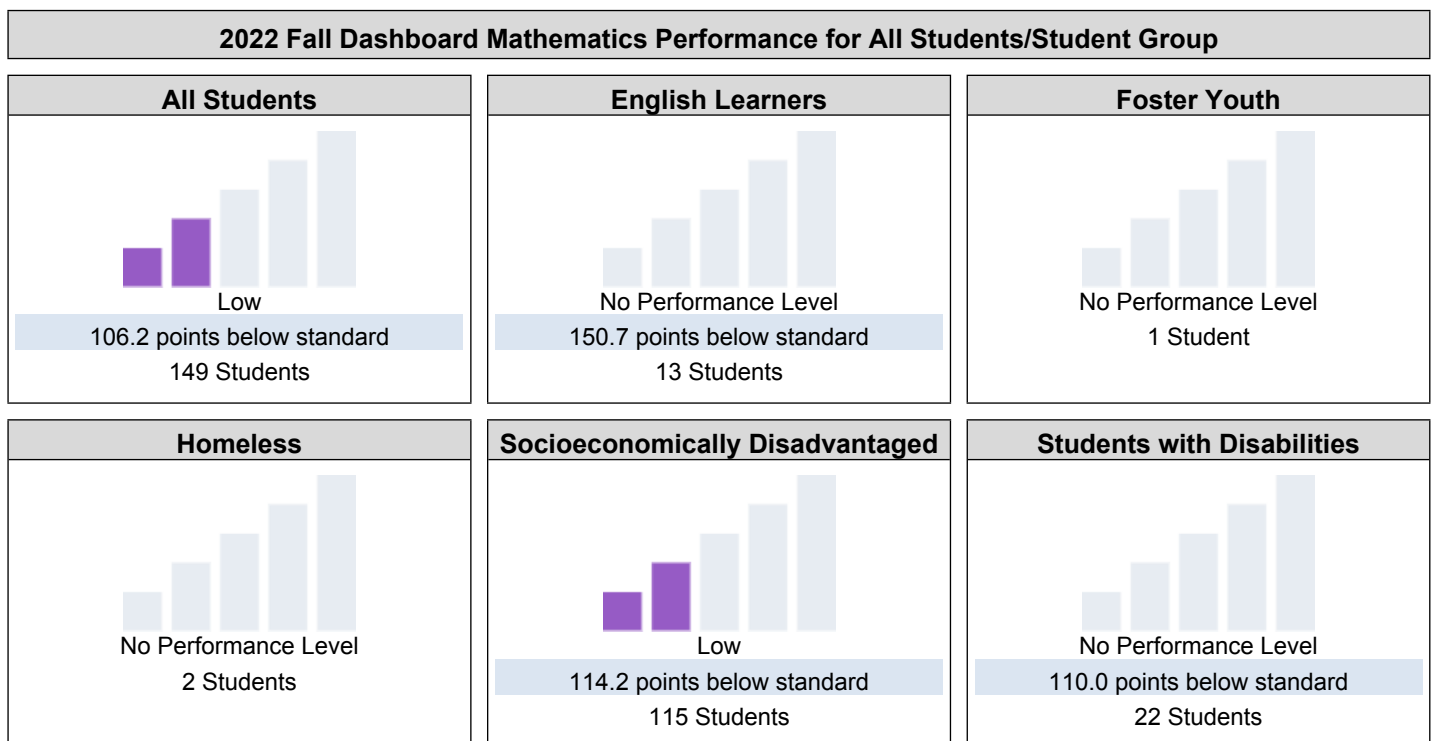 2022 Fall Dashboard Mathematics Performance for All Students/Student Group
All Students
Low
106.2 points below standard
149 Students
English Learners
No Performance Level
150.7 points below standard
13 Students
Foster Youth
No Performance Level
1 Student
Homeless
No Performance Level
2 Students
Socioeconomically Disadvantaged
Low
114.2 points below standard
115 Students
Students with Disabilities
No Performance Level
110.0 points below standard
22 Students